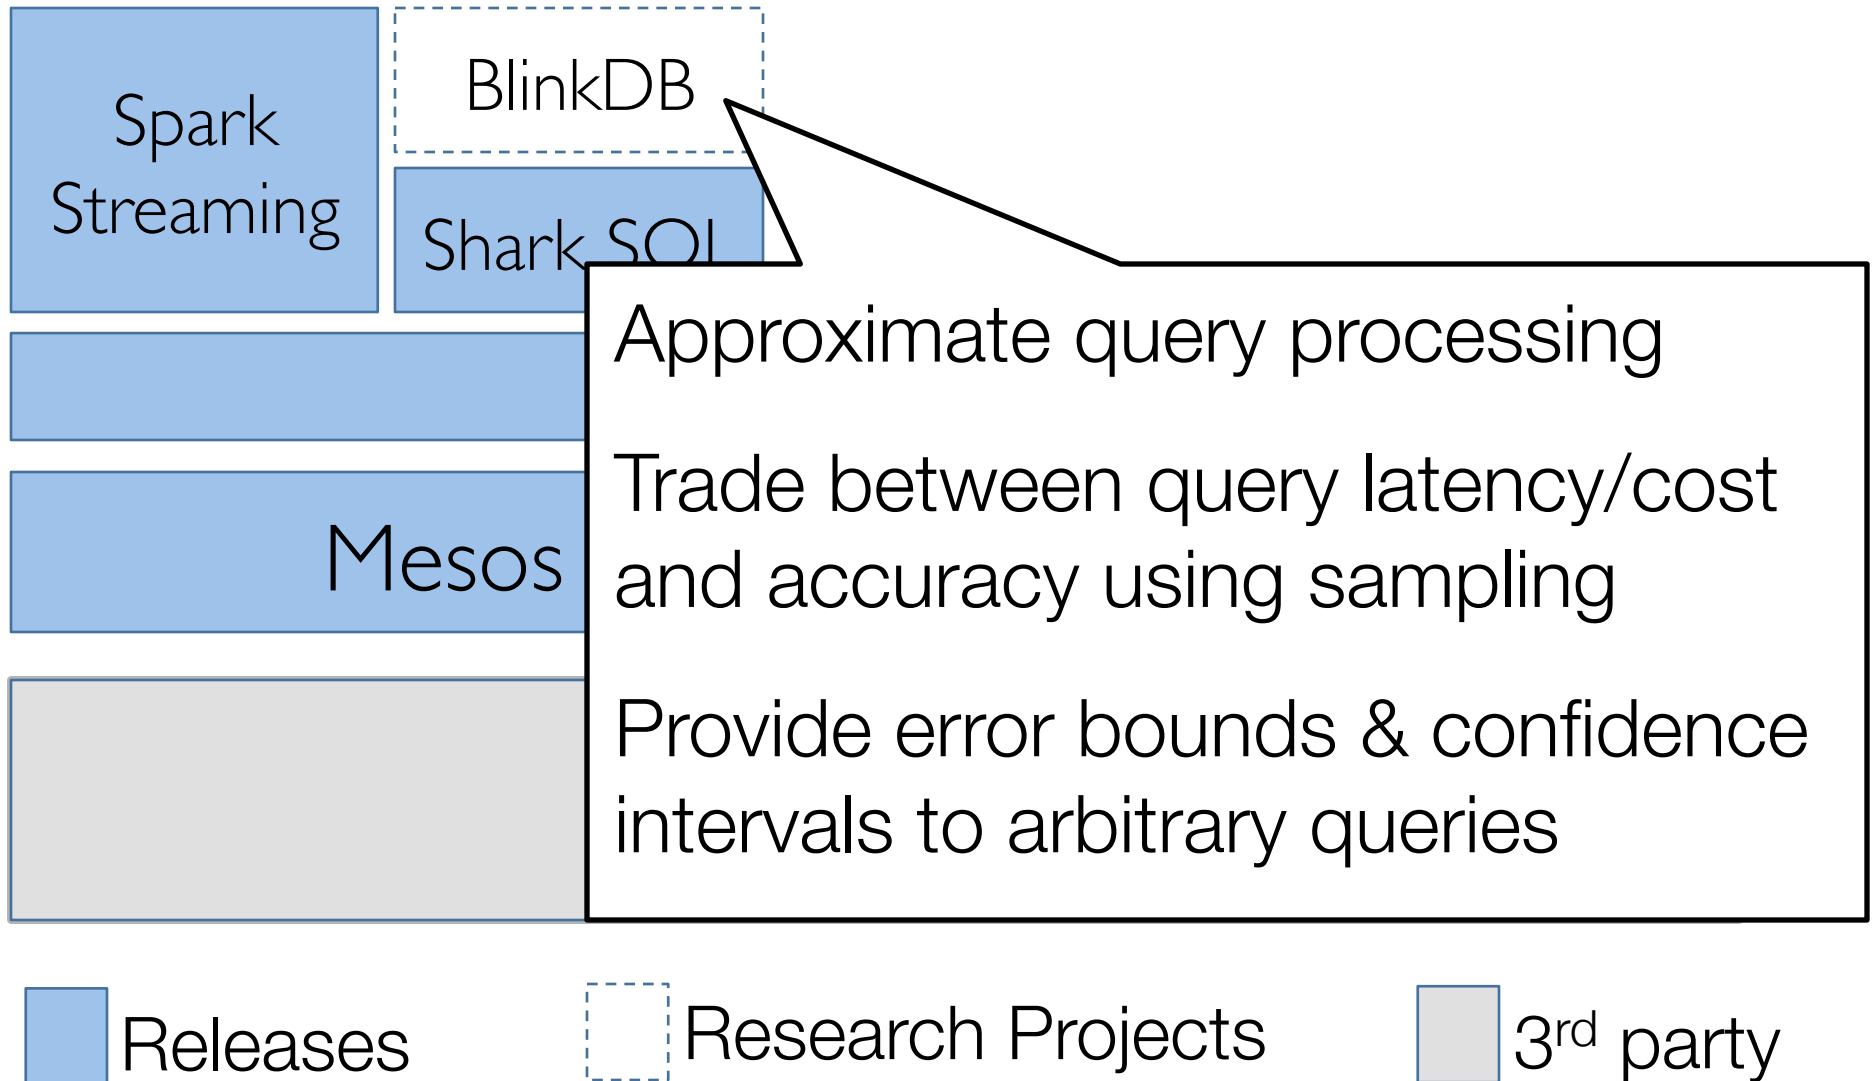 Spark
Streaming
BlinkDB
Shark SQL
Mesos
Approximate query processing
Trade between query latency/cost
and accuracy using sampling
Provide error bounds & confidence
intervals to arbitrary queries
Releases
Research Projects
3rd party